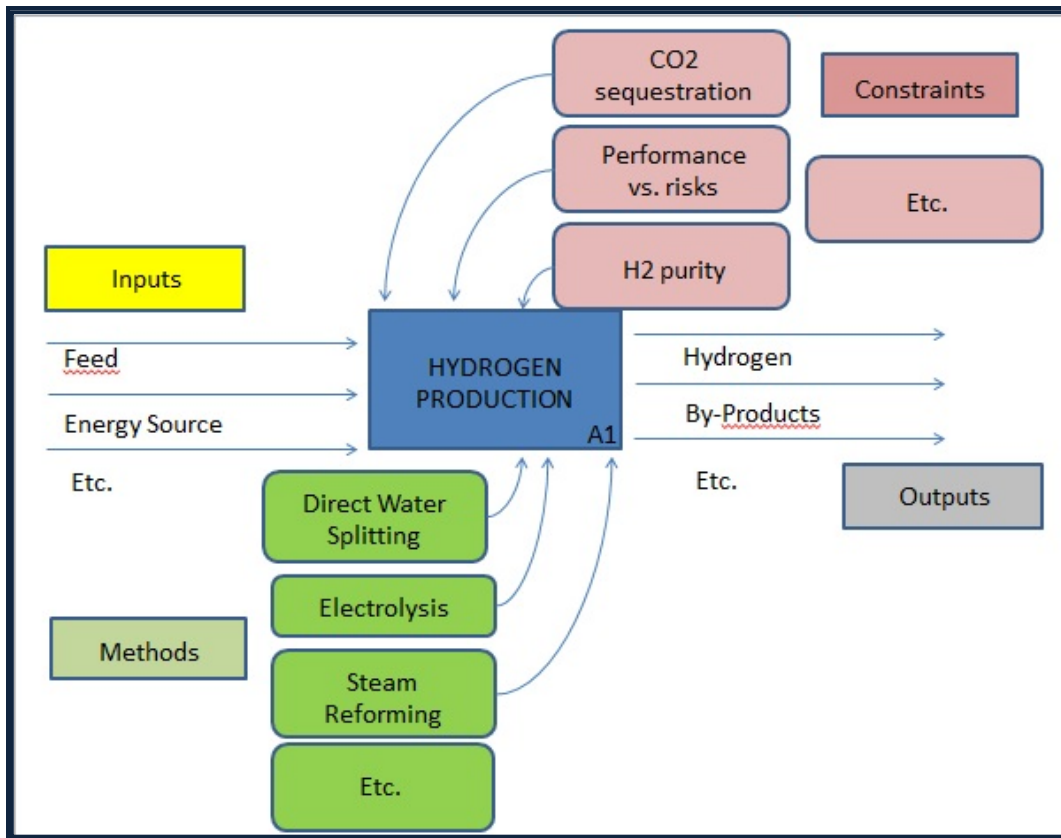 CO2
sequestration
Constraints
Performance
vs. risks
Etc.
H2 purity
Inputs
Feed
Energy Source
Etc.
HYDROGEN
PRODUCTION
A1
Hydrogen
By-Products
Etc.
Outputs
Direct Water
Splitting
Electrolysis
Methods
Steam
Reforming
Etc.